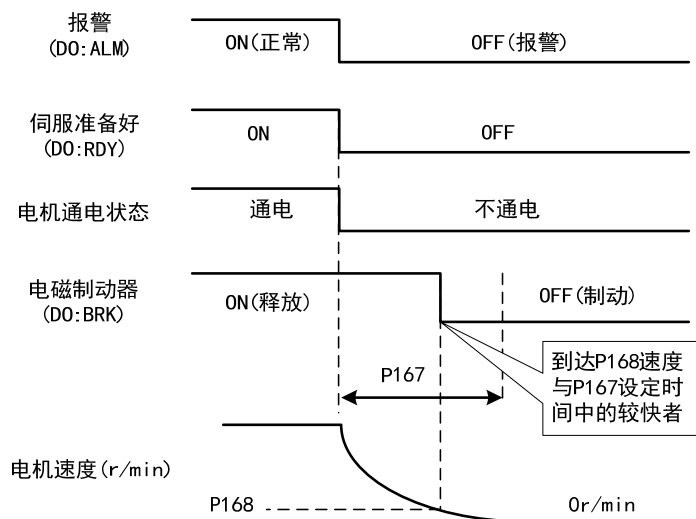 报警
(DO:ALM)
ON(正常)
OFF(报警)
伺服准备好
(DO:RDY)
ON
OFF
电机通电状态
通电
不通电
电磁制动器
(DO:BRK)
ON(释放)
OFF(制动)
P167
到达P168速度
与P167设定时
间中的较快者
电机速度(r/min)
P168
0r/min